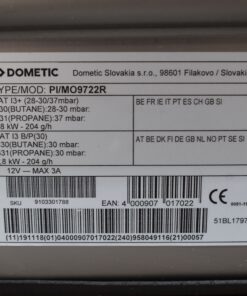 DOMETIC Dometic Slovakia s.r.o., 98601 Filakovo / Slovaki
YPE/MOD: PI/MO9722R
AT I3+ (28-30/37mbar)
30(BUTANE): 28-30 mbar
31(PROPANE): 37 mbar
,8 kW - 204 g/h
BE FR IE IT PT ES CH GB SI
AT I3 B/P(30)
30(BUTANE): 30 mbar
31(PROPANE): 30 mbar
,8 kW - 204 g/h
AT BE DK FI DE GB NL NO PT SE SI
12V MAX 3A
SKU 9103301788
EAN: 4 000907 017022
CE
51BL1797
(11)191118(01)04000907017022(240)958049116(21)00057